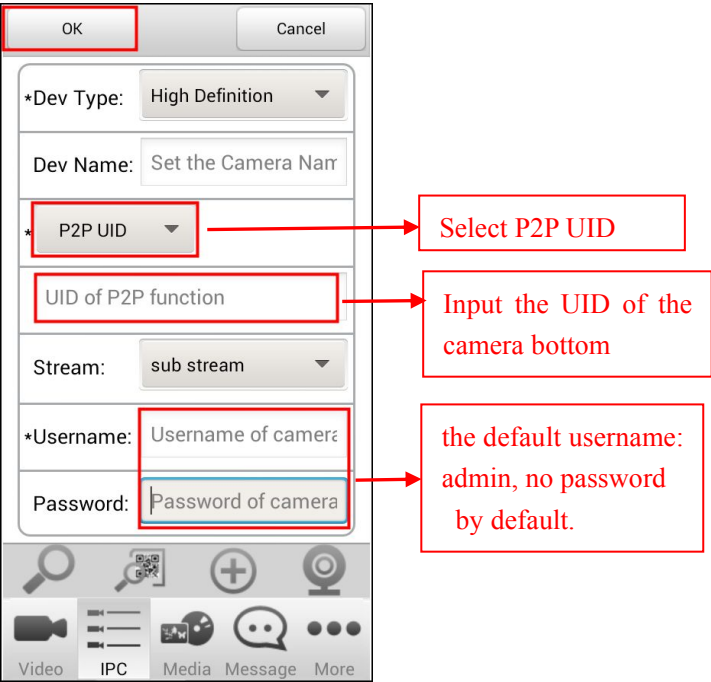 OK
Cancel
*Dev Type:
High Definition
Dev Name:
Set the Camera Nam
*
P2P UID
Select P2P UID
UID of P2P function
Input the UID of the
camera bottom
Stream:
sub stream
*Username:
Username of camera
Password:
Password of camera
the default username:
admin, no password
by default.
Video
IPC
Media
Message
More